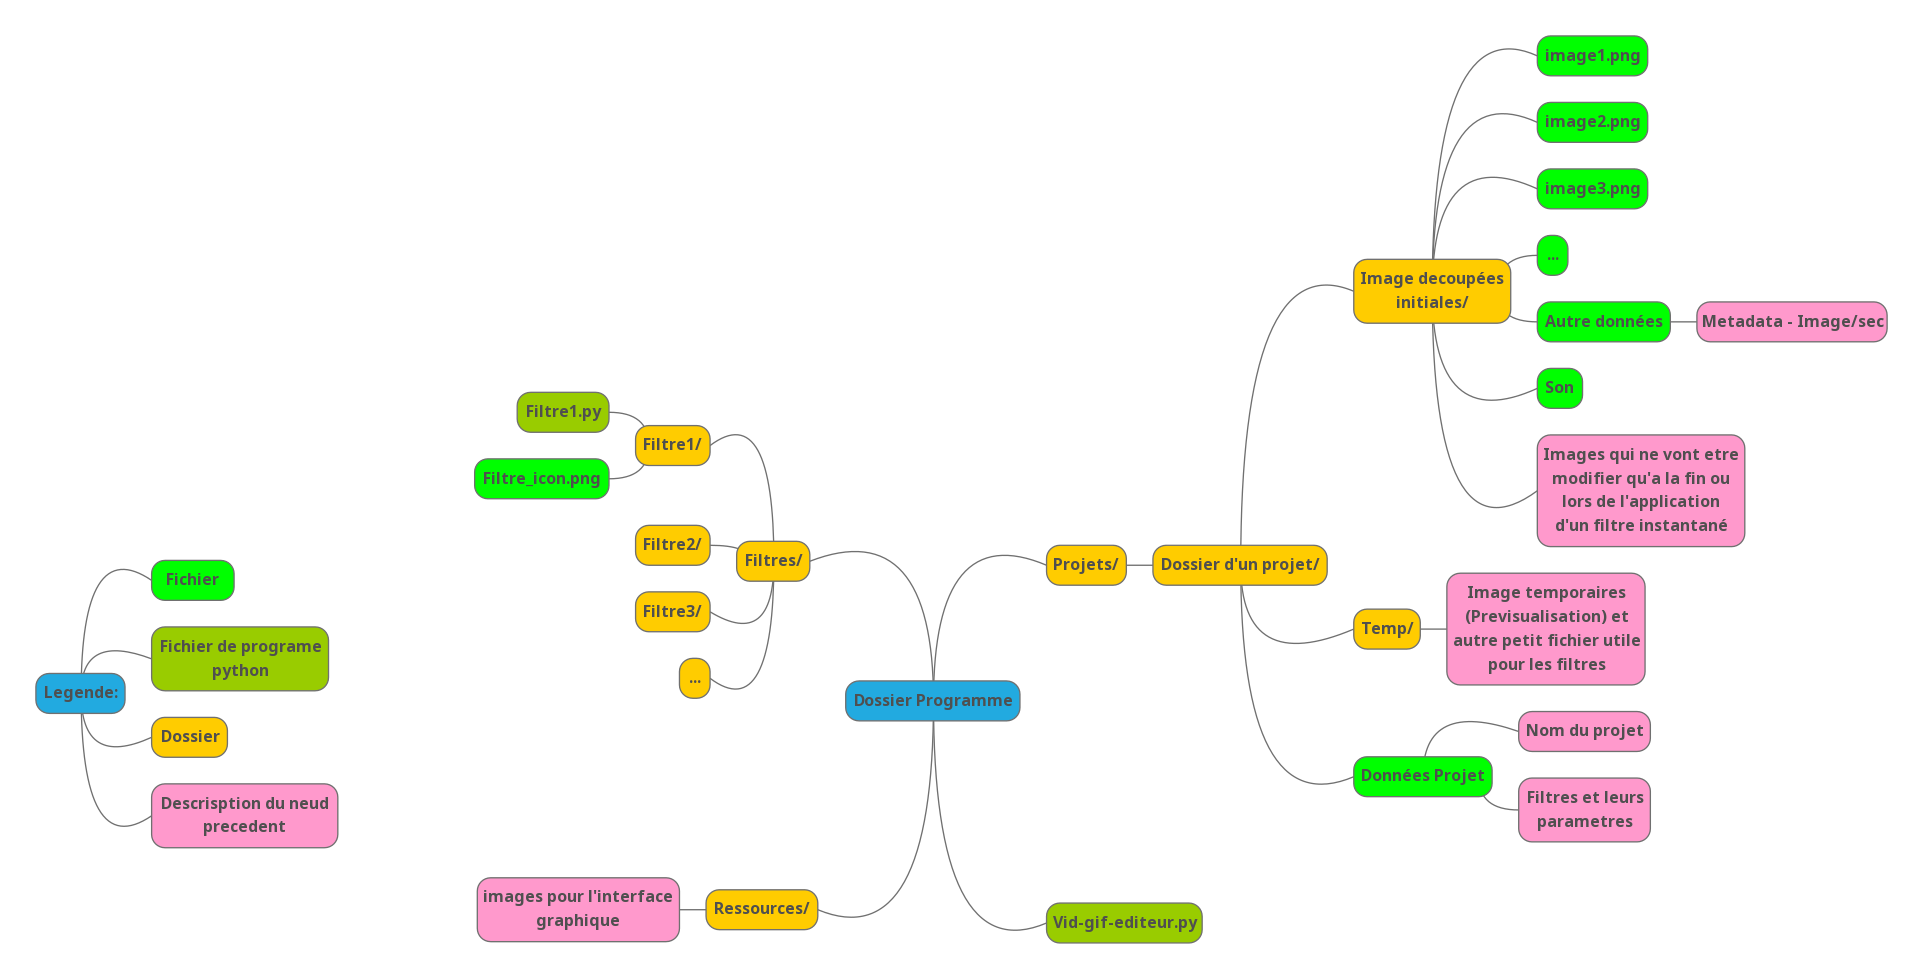 Legende:
Fichier
Fichier de programe
python
Dossier
Descrisption du neud
precedent
Dossier Programme
Filtres/
Filtre1/
Filtre1.py
Filtre_icon.png
Filtre2/
Filtre3/
...
Ressources/
images pour l'interface
graphique
Projets/
Dossier d'un projet/
Image decoupées
initiales/
image1.png
image2.png
image3.png
...
Autre données
Metadata - Image/sec
Son
Images qui ne vont etre
modifier qu'a la fin ou
lors de l'application
d'un filtre instantané
Temp/
Image temporaires
(Previsualisation) et
autre petit fichier utile
pour les filtres
Données Projet
Nom du projet
Filtres et leurs
parametres
Vid-gif-editeur.py